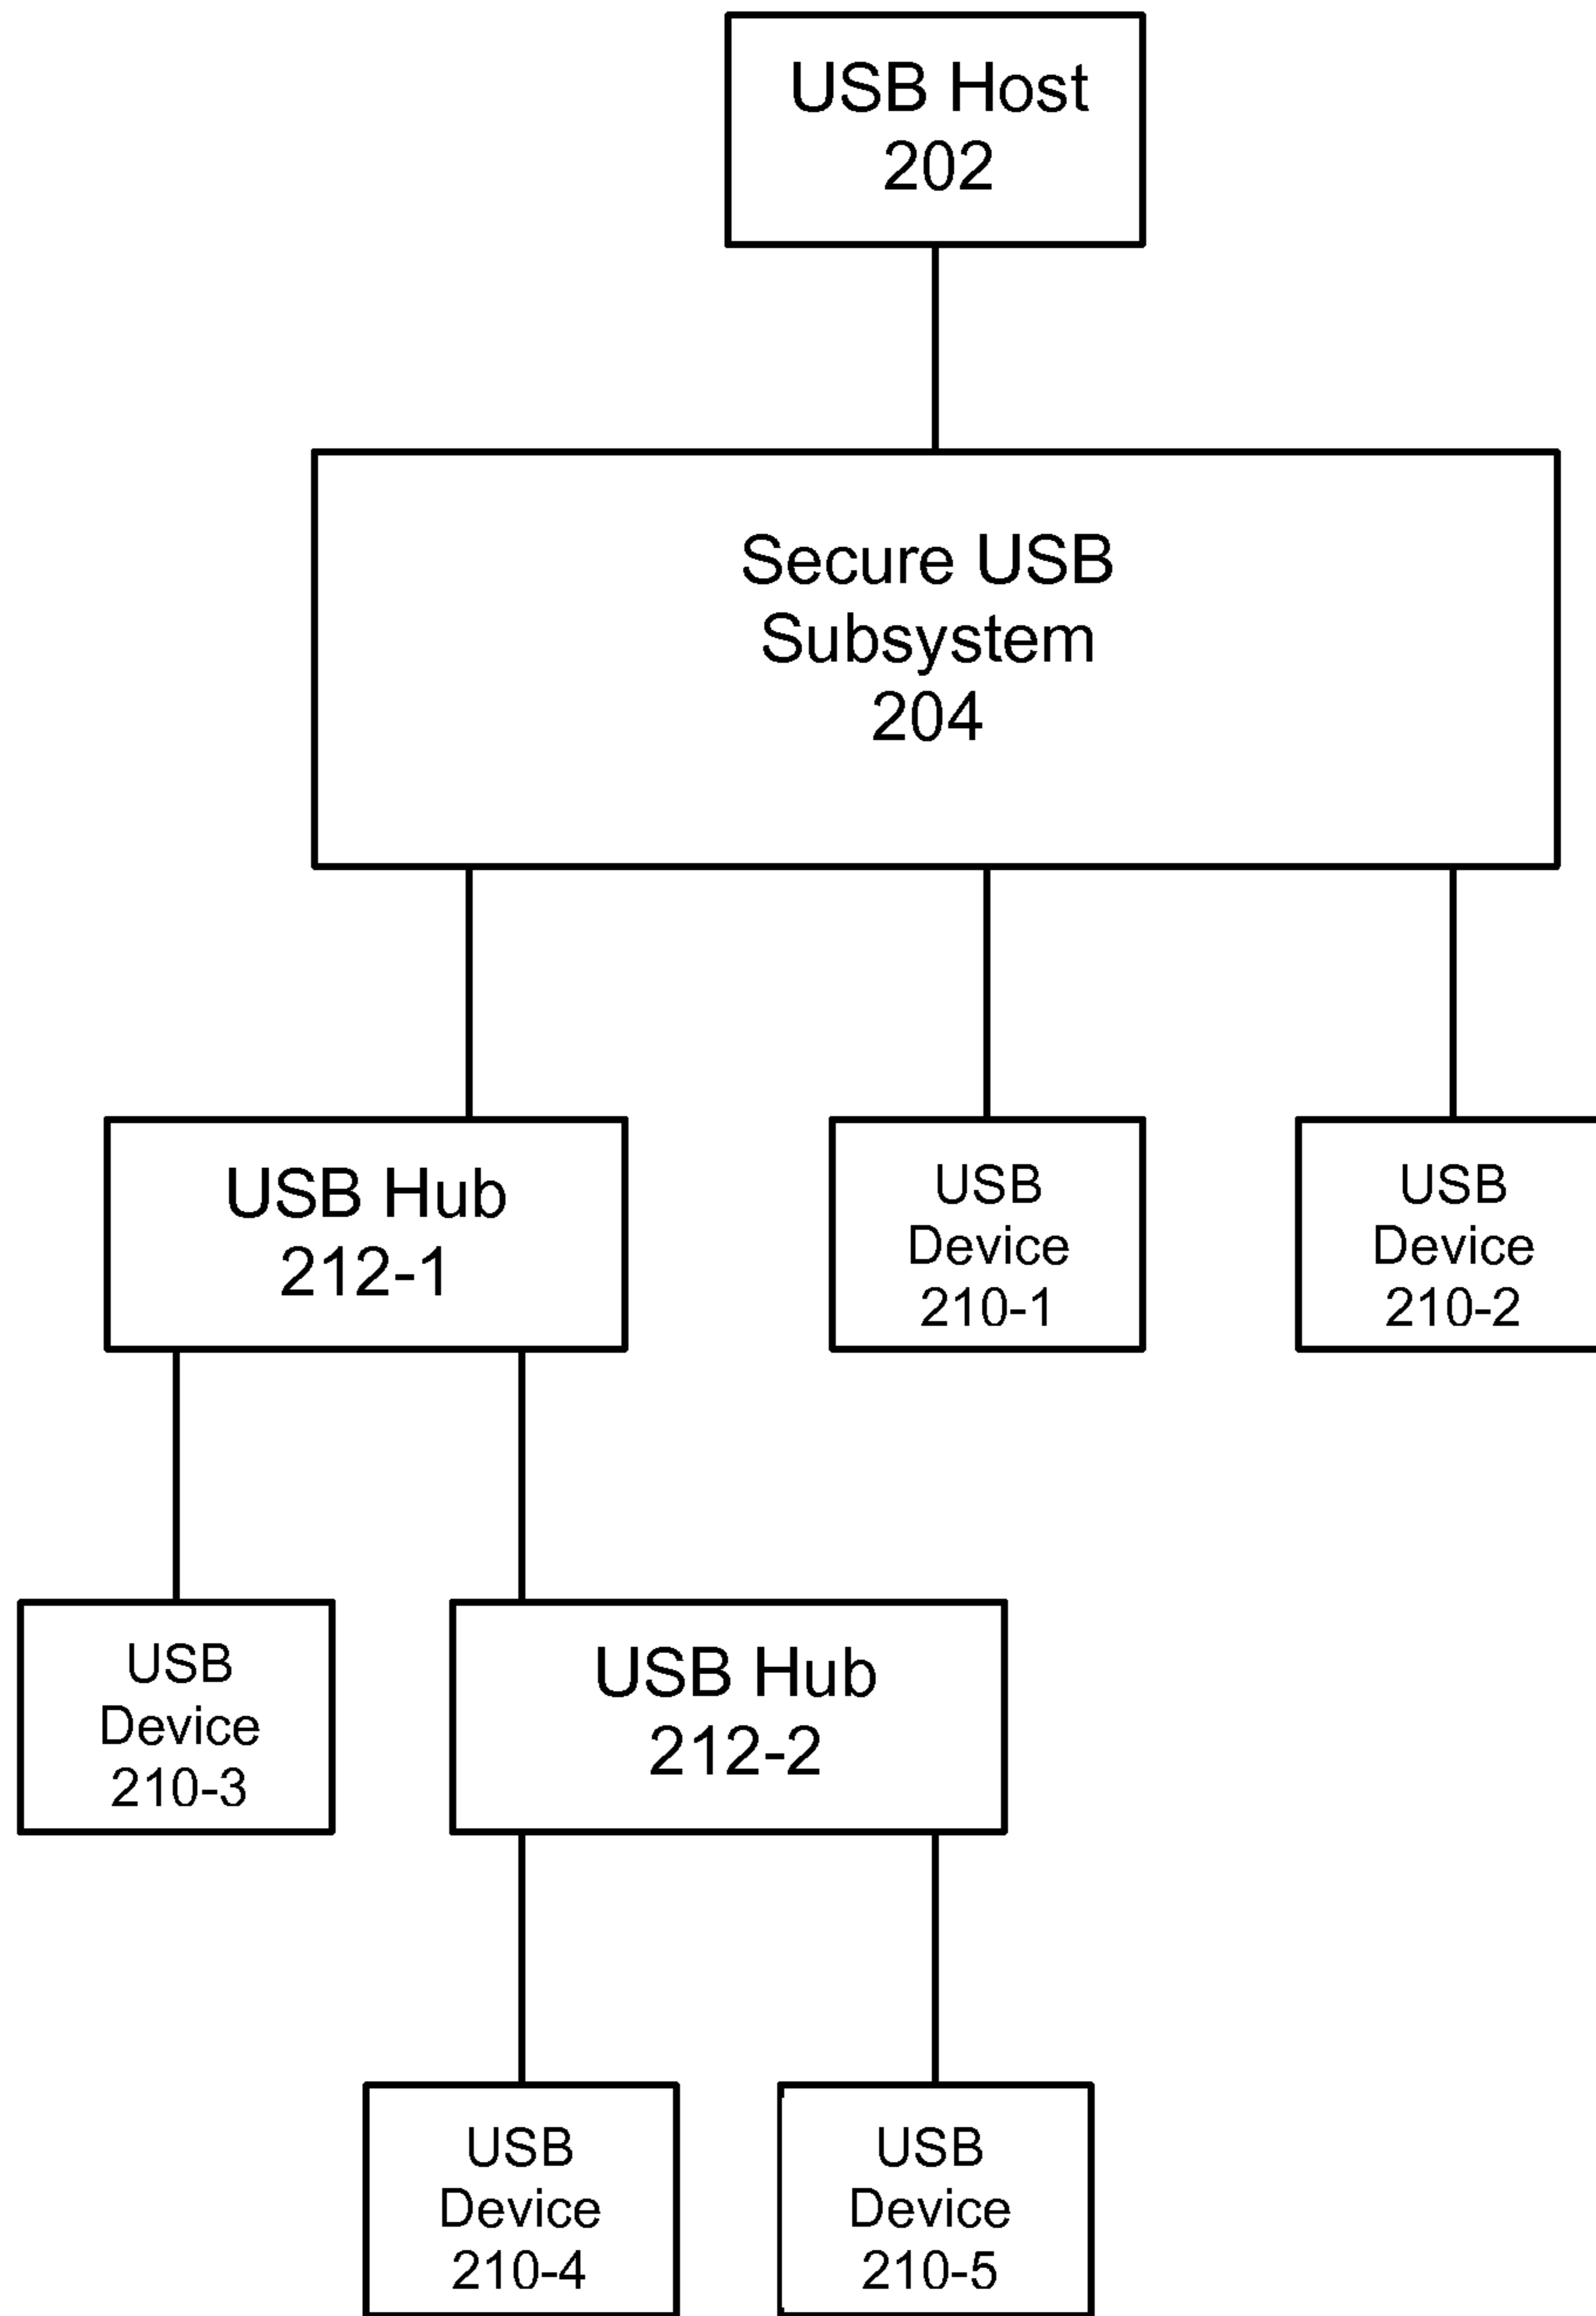 USB Host
202
Secure USB
Subsystem
204
USB Hub
212-1
USB
Device
210-1
USB
Device
210-2
USB
Device
210-3
USB Hub
212-2
USB
Device
210-4
USB
Device
210-5